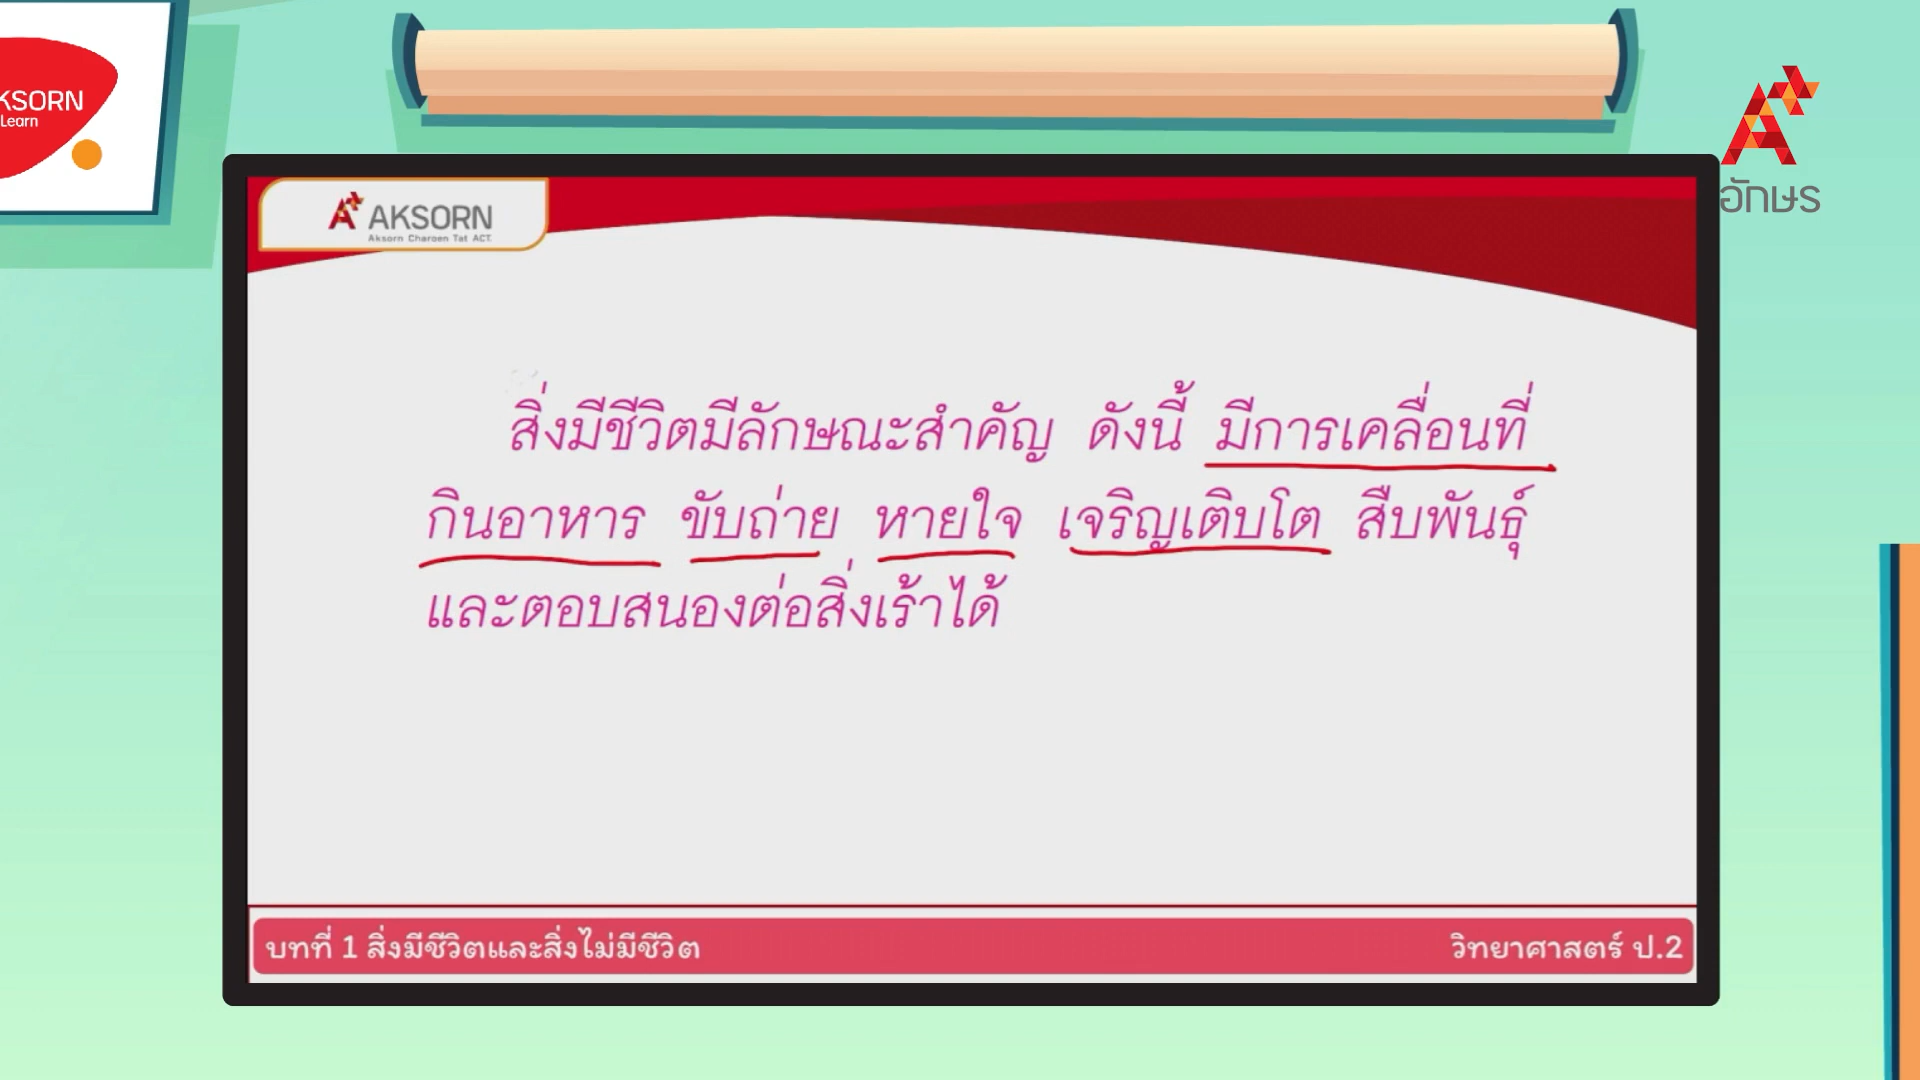 KSORN
Learn
อักษร
AKSORN
Aksorn Charoen Tat ACT.
สิ่งมีชีวิตมีลักษณะสำคัญ ดังนี้ มีการเคลื่อนที่
กินอาหาร ขับถ่าย หายใจ เจริญเติบโต สืบพันธุ์
และตอบสนองต่อสิ่งเร้าได้
บทที่ 1 สิ่งมีชีวิตและสิ่งไม่มีชีวิต
วิทยาศาสตร์ ป.2